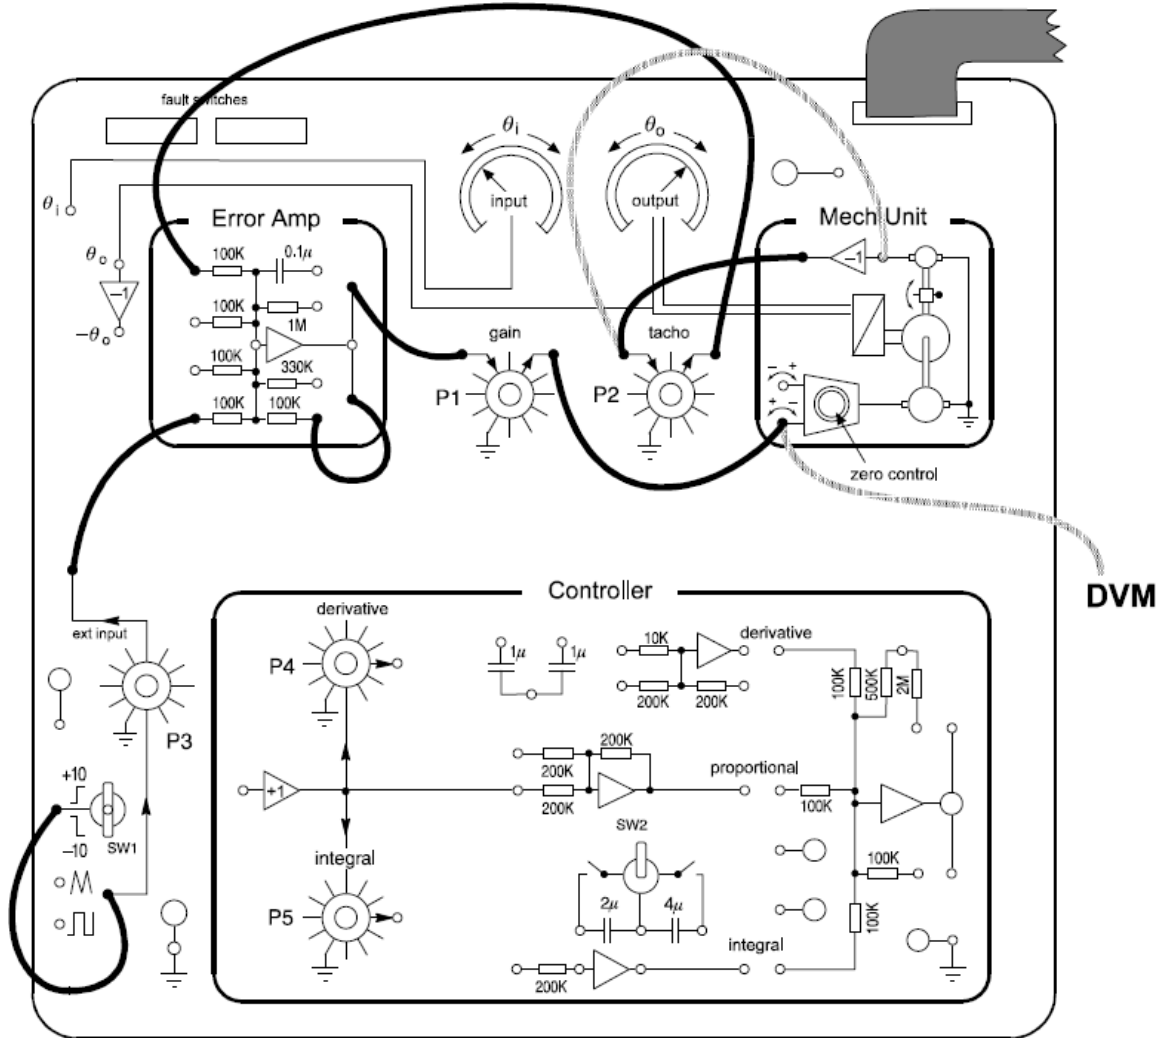 fault switches
θi
θo
θi
input
output
θo
−θo
−1
Error Amp
100K
0.1μ
100K
1M
100K
330K
100K
100K
Mech Unit
−1
gain
tacho
P1
P2
− +
+ −
zero control
DVM
ext input
P3
+10
−10
SW1
Controller
derivative
P4
1μ
1μ
10K
derivative
200K
200K
100K
500K
2M
+1
200K
200K
200K
proportional
100K
SW2
integral
P5
2μ
4μ
100K
100K
integral
200K